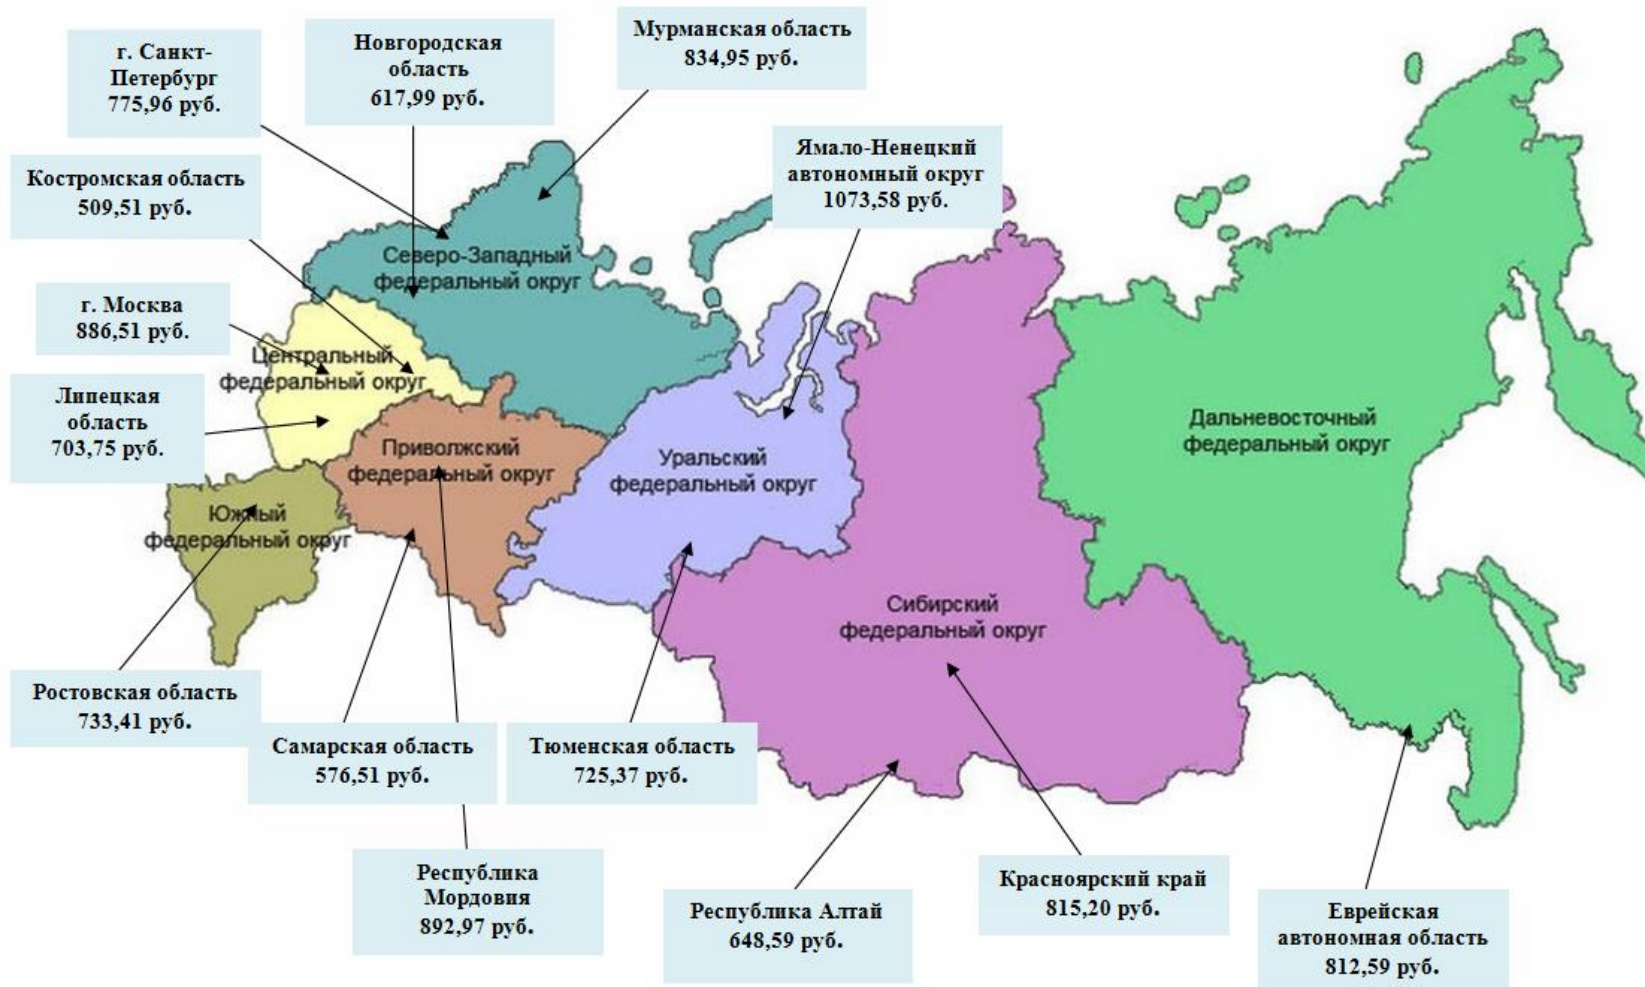 г. Санкт-
Петербург
775,96 руб.
Новгородская
область
617,99 руб.
Мурманская область
834,95 руб.
Ямало-Ненецкий
автономный округ
1073,58 руб.
Костромская область
509,51 руб.
Северо-Западный
федеральный округ
г. Москва
886,51 руб.
Центральный
федеральный округ
Липецкая
область
703,75 руб.
Приволжский
федеральный округ
Уральский
федеральный округ
Дальневосточный
федеральный округ
Южный
федеральный округ
Сибирский
федеральный округ
Ростовская область
733,41 руб.
Самарская область
576,51 руб.
Тюменская область
725,37 руб.
Республика
Мордовия
892,97 руб.
Республика Алтай
648,59 руб.
Красноярский край
815,20 руб.
Еврейская
автономная область
812,59 руб.